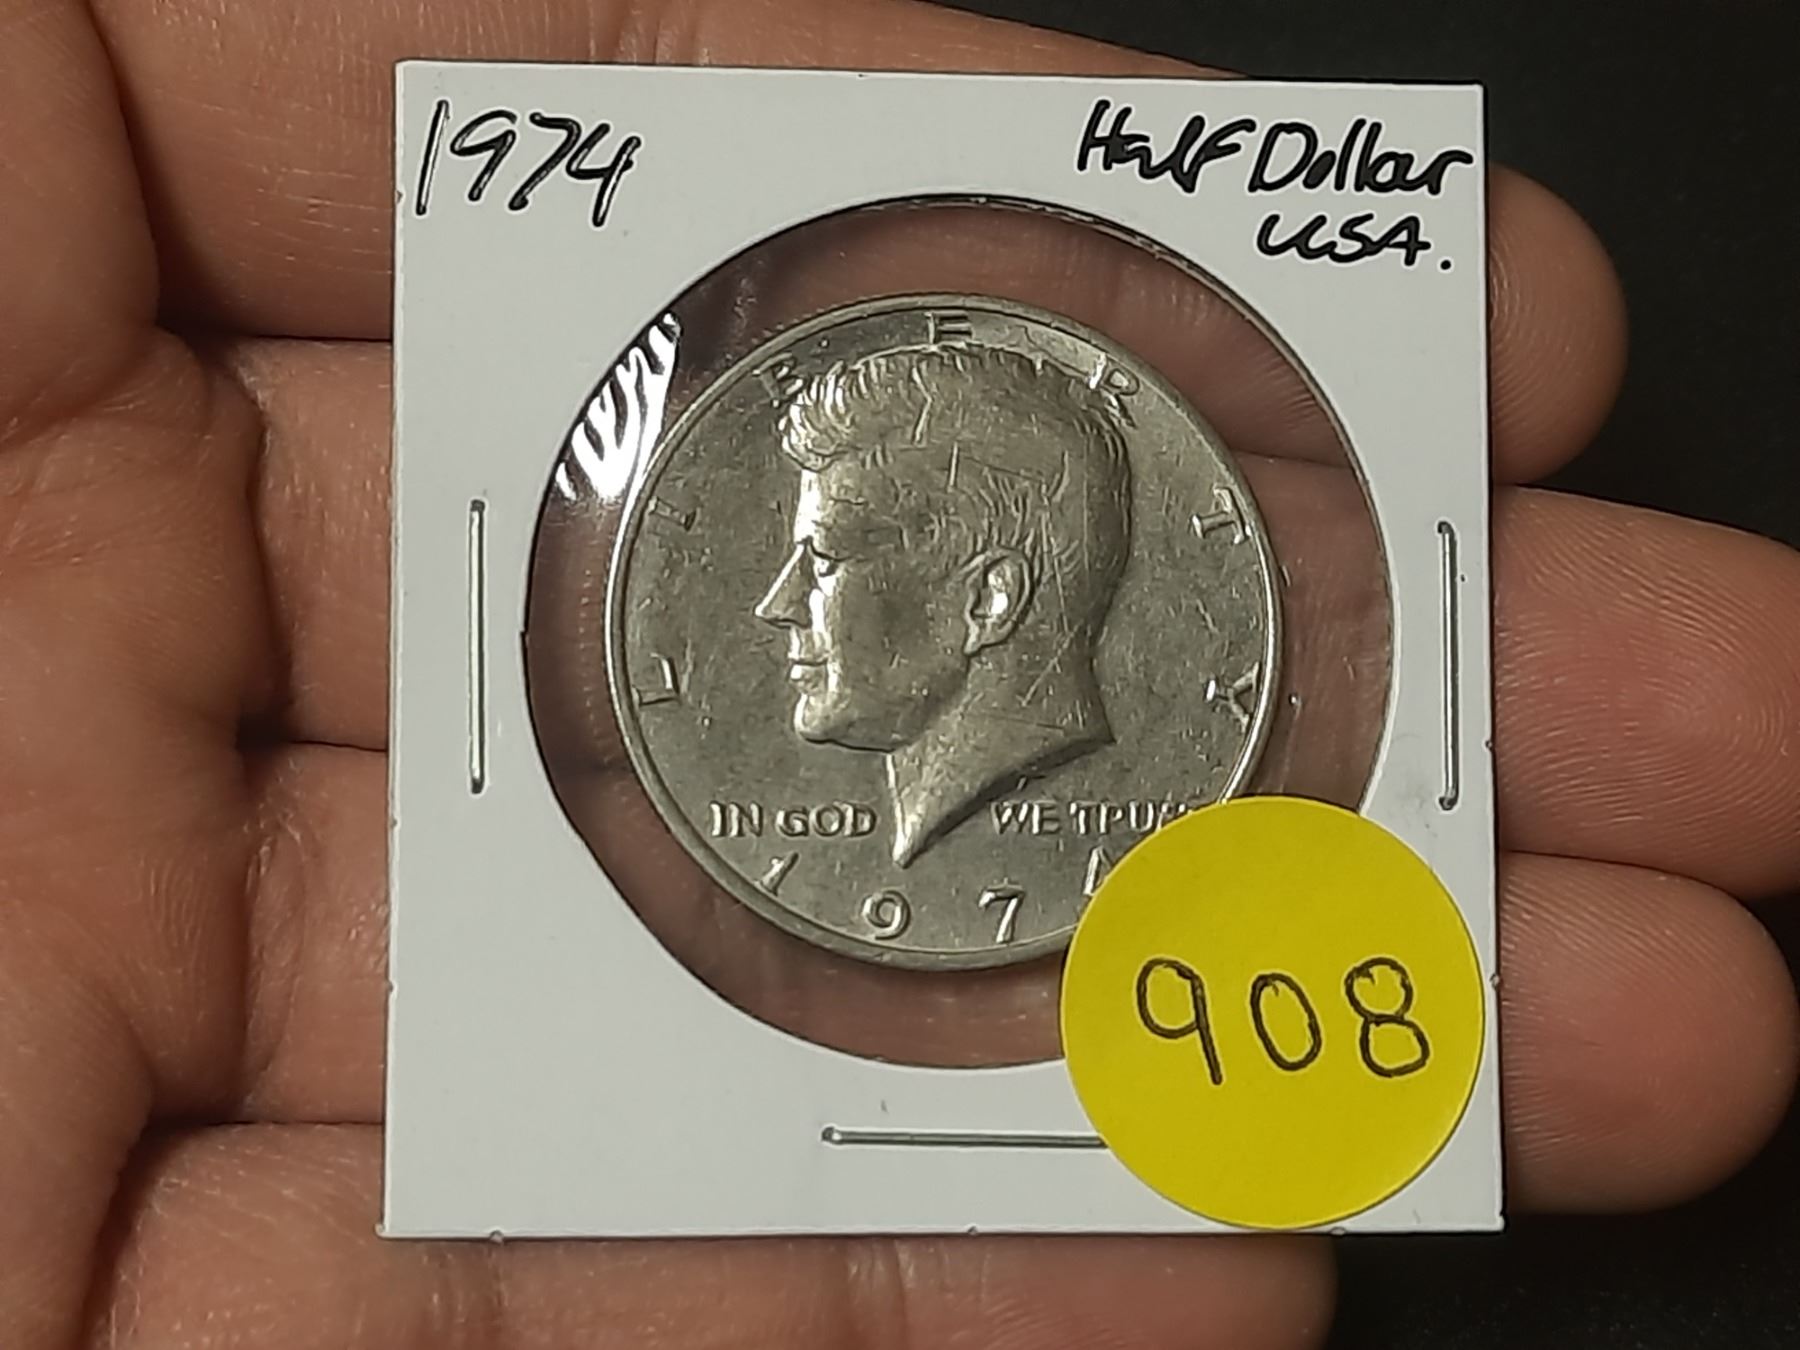 1974
Half Dollar
USA.
LIBERTY
IN GOD WE TRUS
197
908